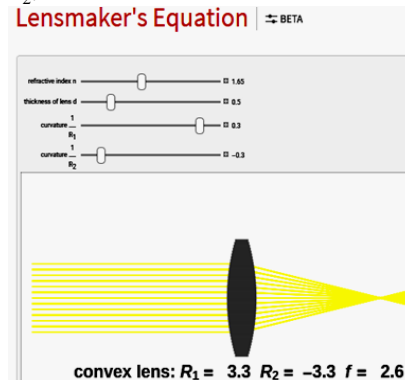 2
Lensmaker's Equation BETA
refractive index n 1.65
thickness of lens d 0.5
curvature 1/R1 0.3
curvature 1/R2 -0.3
convex lens: R1 = 3.3 R2 = −3.3 f = 2.6